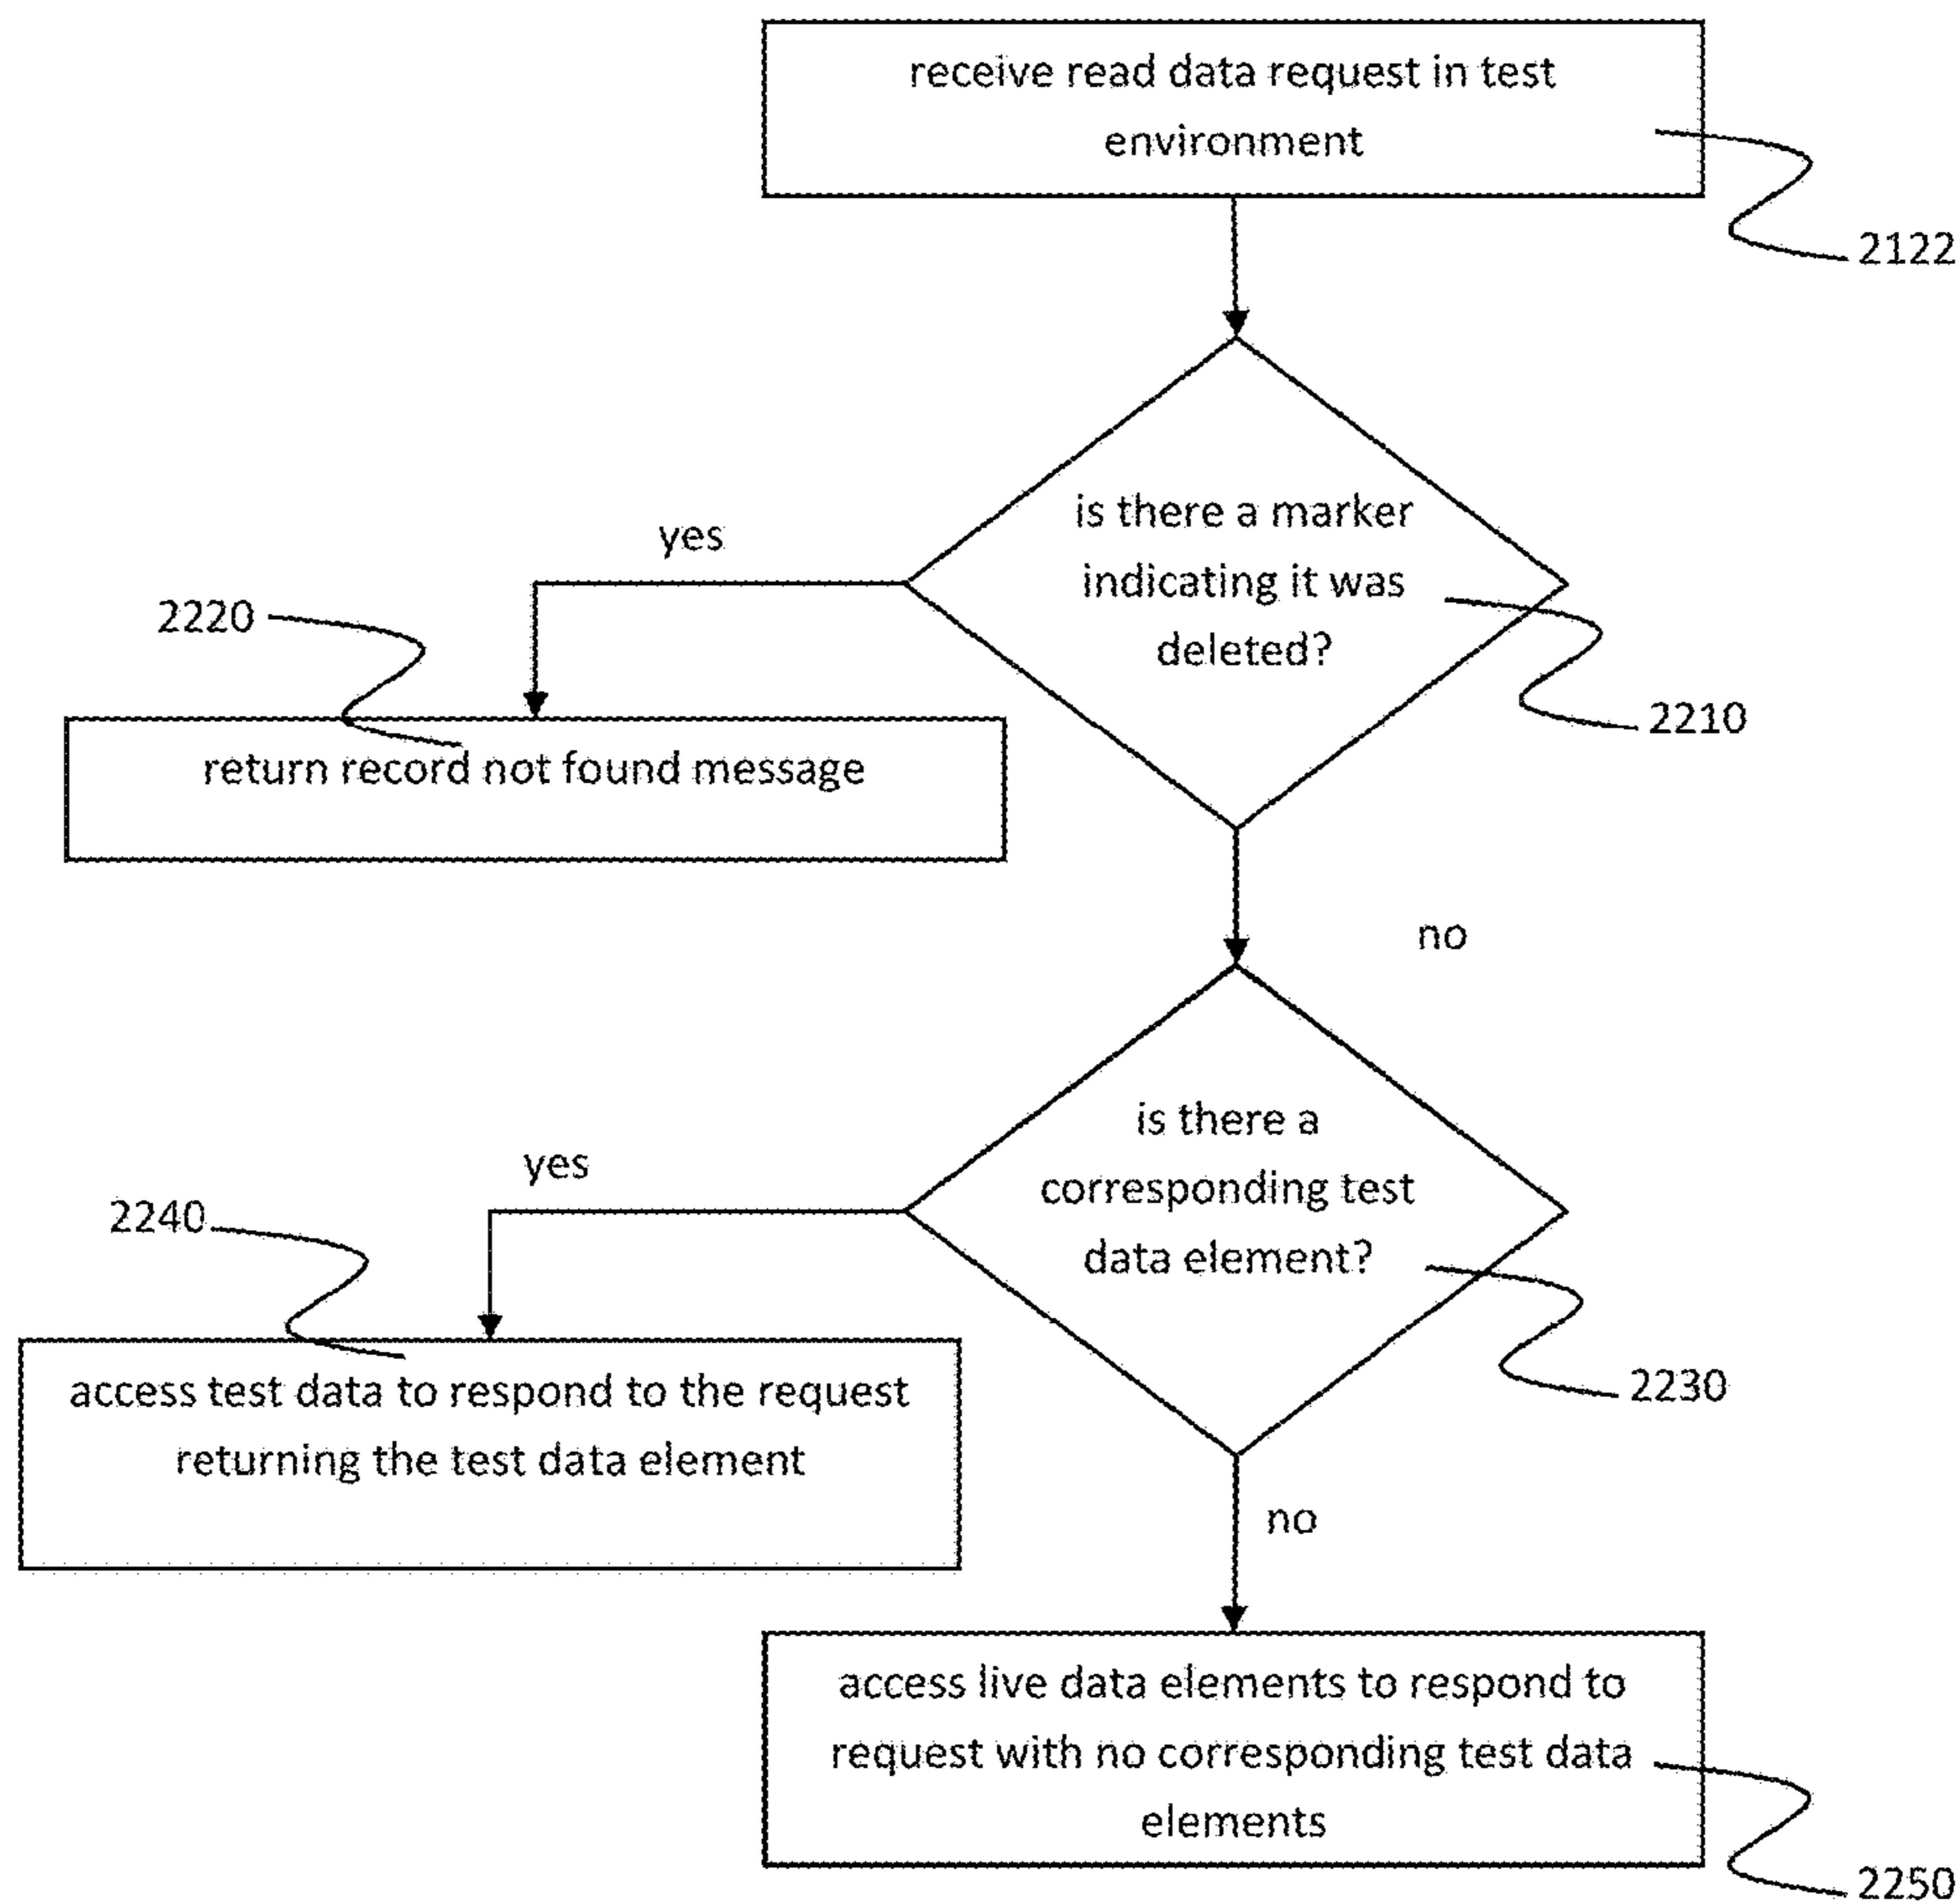 receive read data request in test
environment
2122
is there a marker
indicating it was
deleted?
yes
2220
2210
return record not found message
no
is there a
corresponding test
data element?
yes
2240
2230
access test data to respond to the request
returning the test data element
no
access live data elements to respond to
request with no corresponding test data
elements
2250